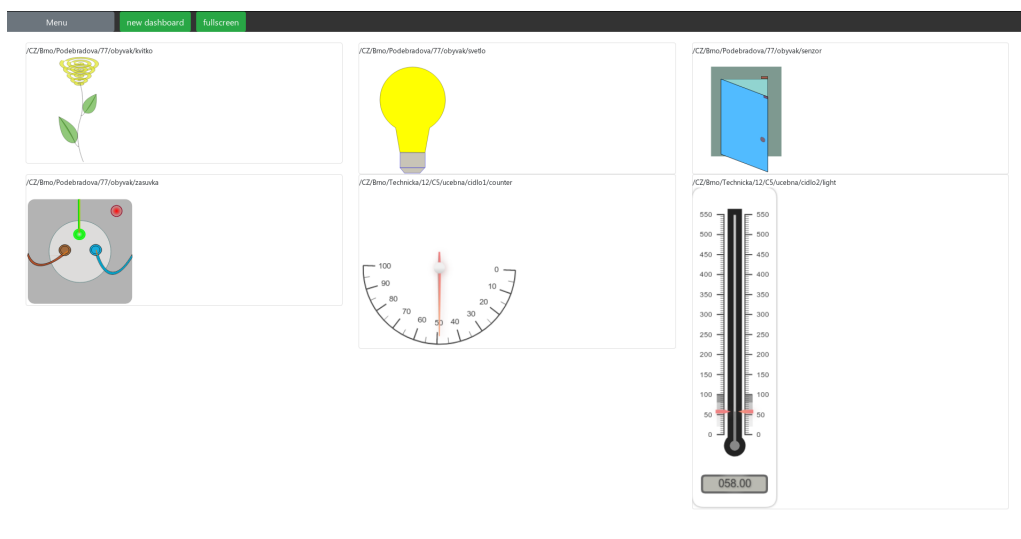 Menu new dashboard fullscreen
/CZ/Brno/Podebradova/77/obyvak/kvitko
/CZ/Brno/Podebradova/77/obyvak/svetlo
/CZ/Brno/Podebradova/77/obyvak/senzor
/CZ/Brno/Podebradova/77/obyvak/zasuvka
/CZ/Brno/Technicka/12/C5/ucebna/cidlo1/counter
100 90 80 70 60 50 40 30 20 10 0
/CZ/Brno/Technicka/12/C5/ucebna/cidlo2/light
550 550
500 500
450 450
400 400
350 350
300 300
250 250
200 200
150 150
100 100
50 50
0 0
058.00